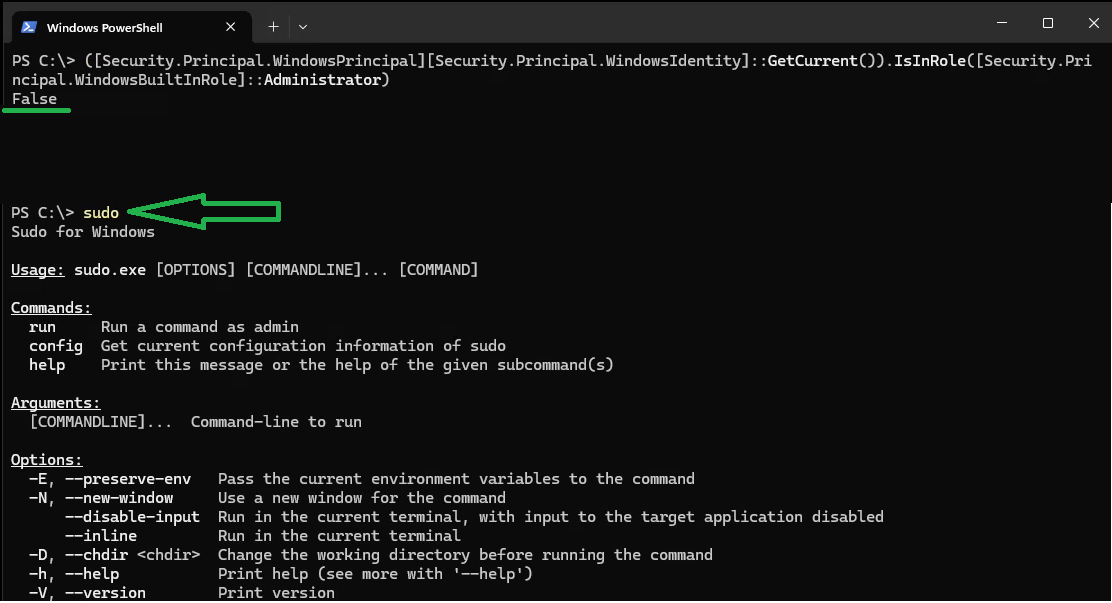 Windows PowerShell
PS C:\> ([Security.Principal.WindowsPrincipal][Security.Principal.WindowsIdentity]::GetCurrent()).IsInRole([Security.Pri
ncipal.WindowsBuiltInRole]::Administrator)
False
PS C:\> sudo
Sudo for Windows
Usage: sudo.exe [OPTIONS] [COMMANDLINE]... [COMMAND]
Commands:
run Run a command as admin
config Get current configuration information of sudo
help Print this message or the help of the given subcommand(s)
Arguments:
[COMMANDLINE]... Command-line to run
Options:
-E, --preserve-env Pass the current environment variables to the command
-N, --new-window Use a new window for the command
--disable-input Run in the current terminal, with input to the target application disabled
--inline Run in the current terminal
-D, --chdir <chdir> Change the working directory before running the command
-h, --help Print help (see more with '--help')
-V, --version Print version